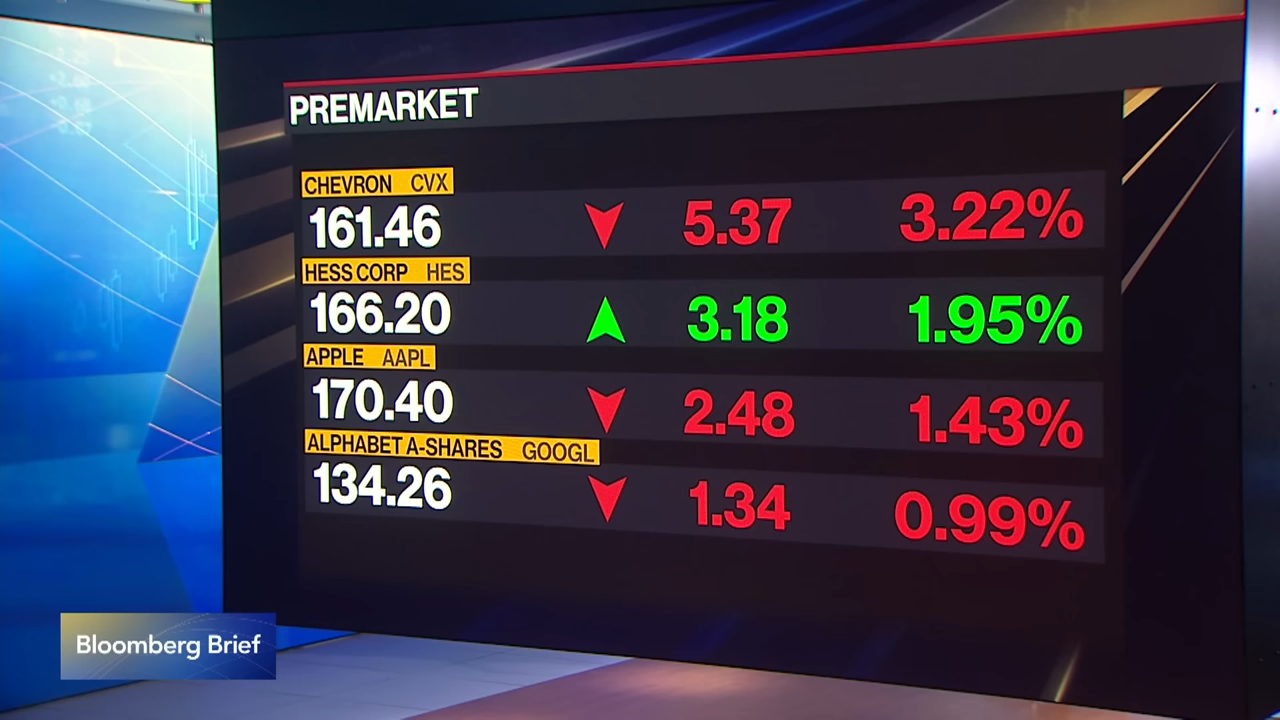 PREMARKET
CHEVRON CVX
161.46 5.37 3.22%
HESS CORP HES
166.20 3.18 1.95%
APPLE AAPL
170.40 2.48 1.43%
ALPHABET A-SHARES GOOGL
134.26 1.34 0.99%
Bloomberg Brief